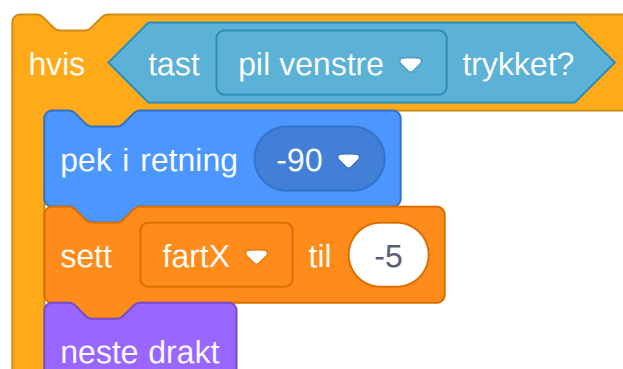 hvis tast pil venstre trykket?
pek i retning -90
sett fartX til -5
neste drakt